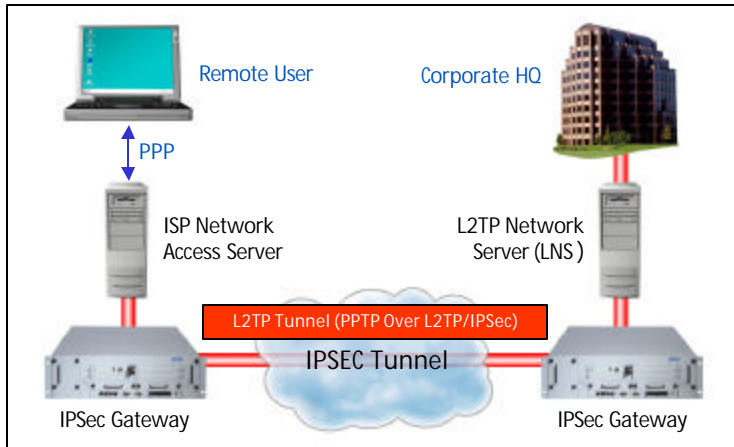 Remote User
Corporate HQ
PPP
ISP Network
Access Server
L2TP Network
Server (LNS)
L2TP Tunnel (PPTP Over L2TP/IPSec)
IPSEC Tunnel
IPSec Gateway
IPSec Gateway